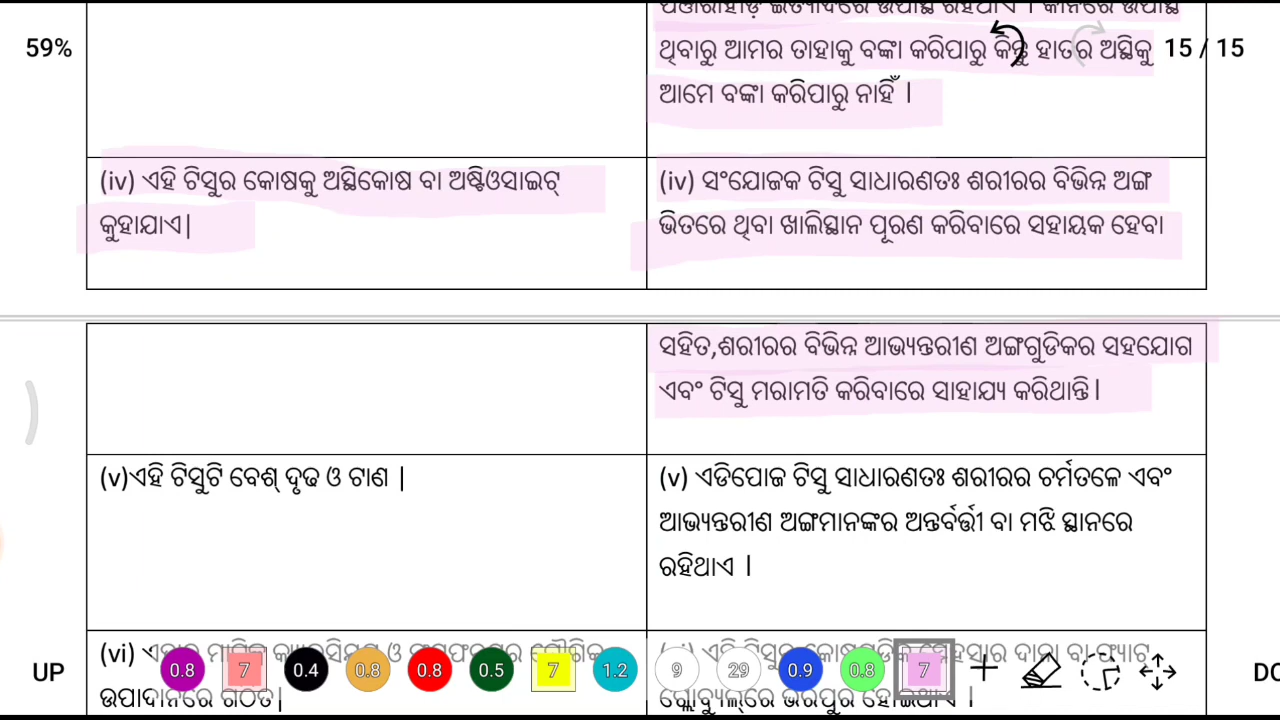 ଥିବାରୁ ଆମର ତାହାକୁ ବଙ୍କା କରିପାରୁ କିନ୍ତୁ ହାତର ଅସ୍ଥିକୁ
59%
15 / 15
ଆମେ ବଙ୍କା କରିପାରୁ ନାହିଁ ।
(iv) ଏହି ଟିସୁର କୋଷକୁ ଅସ୍ଥିକୋଷ ବା ଅଷ୍ଟିଓସାଇଟ୍
କୁହାଯାଏ|
(iv) ସଂଯୋଜକ ଟିସୁ ସାଧାରଣତଃ ଶରୀରର ବିଭିନ୍ନ ଅଙ୍ଗ
ଭିତରେ ଥିବା ଖାଲିସ୍ଥାନ ପୂରଣ କରିବାରେ ସହାୟକ ହେବା
ସହିତ,ଶରୀରର ବିଭିନ୍ନ ଆଭ୍ୟନ୍ତରୀଣ ଅଙ୍ଗଗୁଡିକର ସହଯୋଗ
ଏବଂ ଟିସୁ ମରାମତି କରିବାରେ ସାହାଯ୍ୟ କରିଥାନ୍ତି।
(v)ଏହି ଟିସୁଟି ବେଶ୍ ଦୃଢ ଓ ଟାଣ |
(v) ଏଡିପୋଜ ଟିସୁ ସାଧାରଣତଃ ଶରୀରର ଚର୍ମତଳେ ଏବଂ
ଆଭ୍ୟନ୍ତରୀଣ ଅଙ୍ଗମାନଙ୍କର ଅନ୍ତର୍ବର୍ତ୍ତୀ ବା ମଝି ସ୍ଥାନରେ
ରହିଥାଏ ।
(vi)
ଉପାଦାନରେ ଗଠିତ|
UP
0.8 7 0.4 0.8 0.8 0.5 7 1.2 9 29 0.9 0.8 7